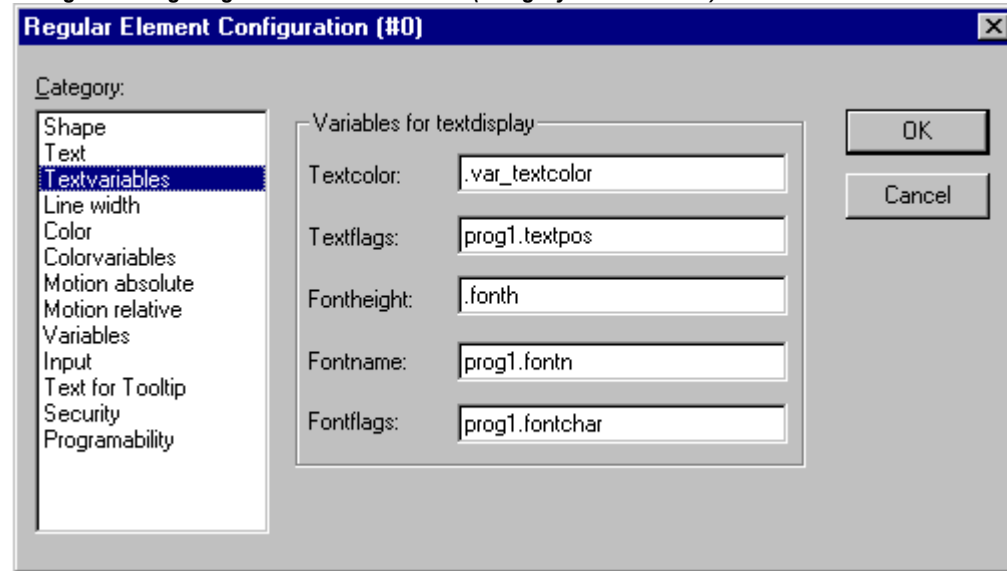 Regular Element Configuration (#0)
Category:
Shape
Text
Textvariables
Line width
Color
Colorvariables
Motion absolute
Motion relative
Variables
Input
Text for Tooltip
Security
Programability
Variables for textdisplay
Textcolor: .var_textcolor
Textflags: prog1.textpos
Fontheight: .fonth
Fontname: prog1.fontn
Fontflags: prog1.fontchar
OK
Cancel